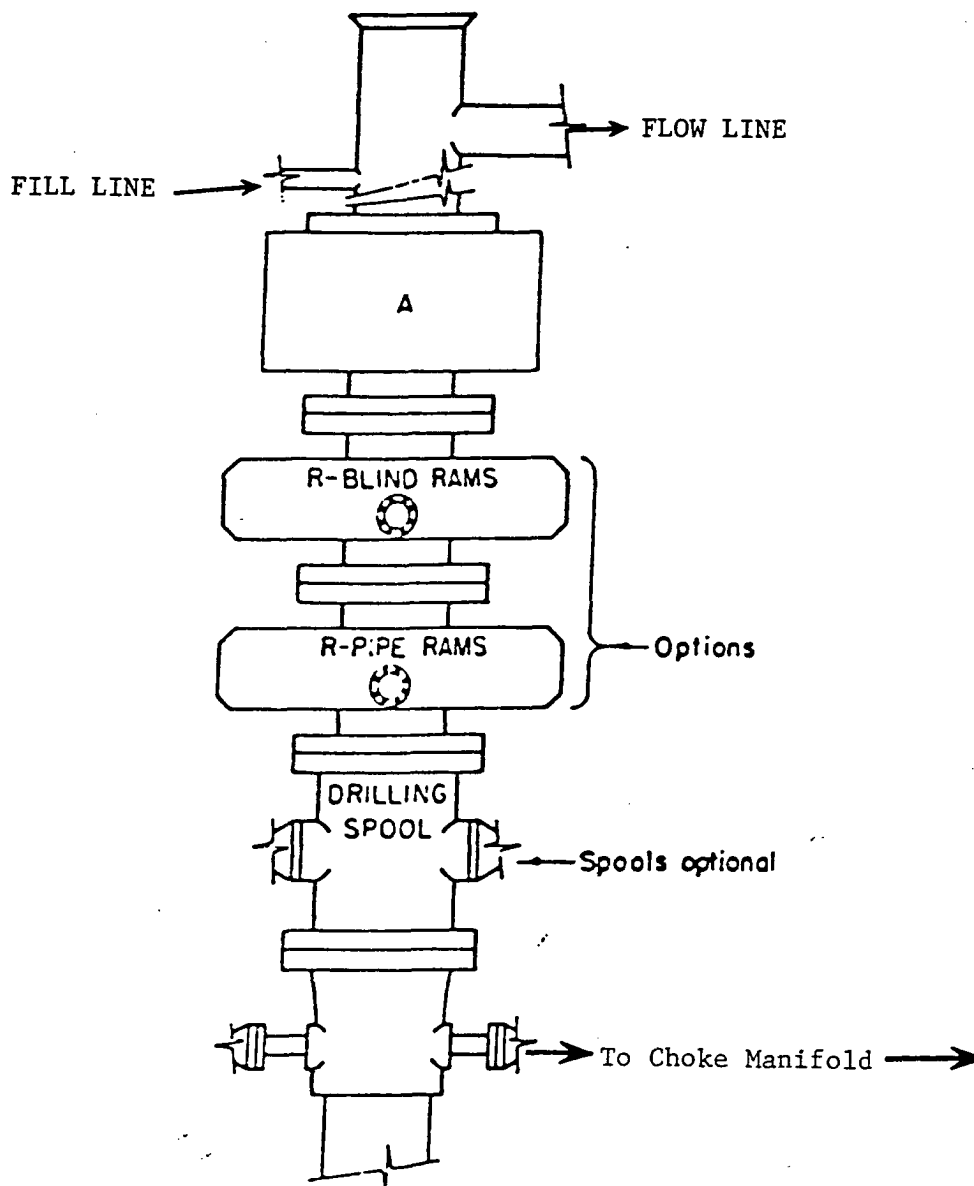 FLOW LINE
FILL LINE
A
R-BLIND RAMS
R-PIPE RAMS
Options
DRILLING
SPOOL
Spools optional
To Choke Manifold